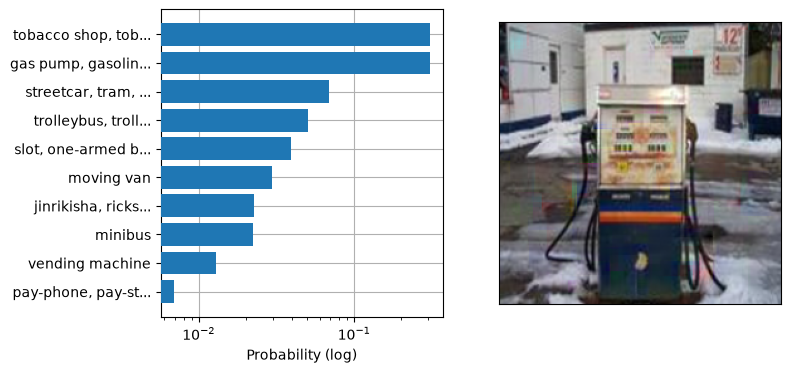 tobacco shop, tob...
gas pump, gasolin...
streetcar, tram, ...
trolleybus, troll...
slot, one-armed b...
moving van
jinrikisha, ricks...
minibus
vending machine
pay-phone, pay-st...
10⁻²
10⁻¹
Probability (log)
12⁹